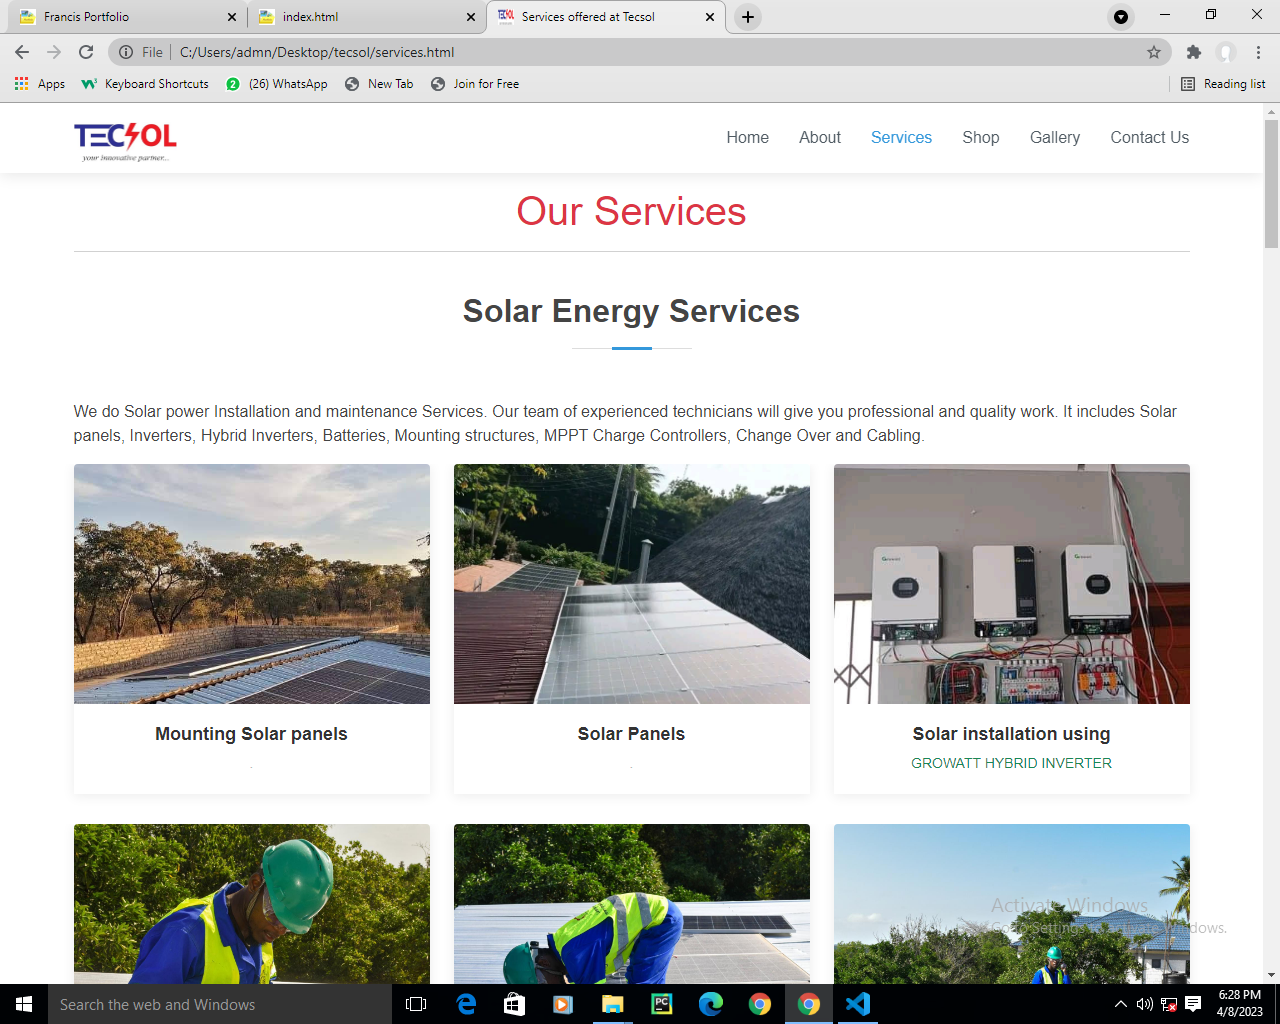 Francis Portfolio
index.html
Services offered at Tecsol
File
C:/Users/admn/Desktop/tecsol/services.html
Apps
Keyboard Shortcuts
2
(26) WhatsApp
New Tab
Join for Free
Reading list
TECSOL
your innovative partner...
Home
About
Services
Shop
Gallery
Contact Us
Our Services
Solar Energy Services
We do Solar power Installation and maintenance Services. Our team of experienced technicians will give you professional and quality work. It includes Solar
panels, Inverters, Hybrid Inverters, Batteries, Mounting structures, MPPT Charge Controllers, Change Over and Cabling.
Mounting Solar panels
.
Solar Panels
.
Solar installation using
GROWATT HYBRID INVERTER
Activate Windows
Go to Settings to activate Windows.
Search the web and Windows
PC
6:28 PM
4/8/2023